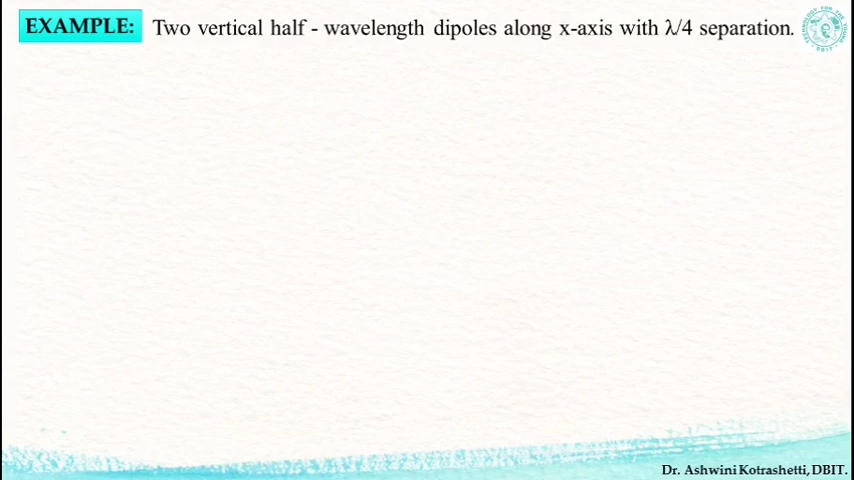 EXAMPLE: Two vertical half - wavelength dipoles along x-axis with λ/4 separation.
Dr. Ashwini Kotrashetti, DBIT.